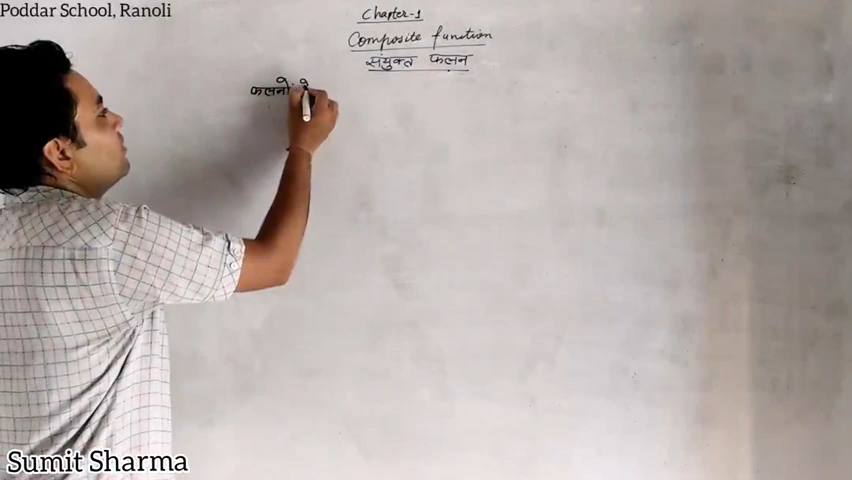 Poddar School, Ranoli
Chapter-1
Composite function
संयुक्त फलन
फलनों
Sumit Sharma